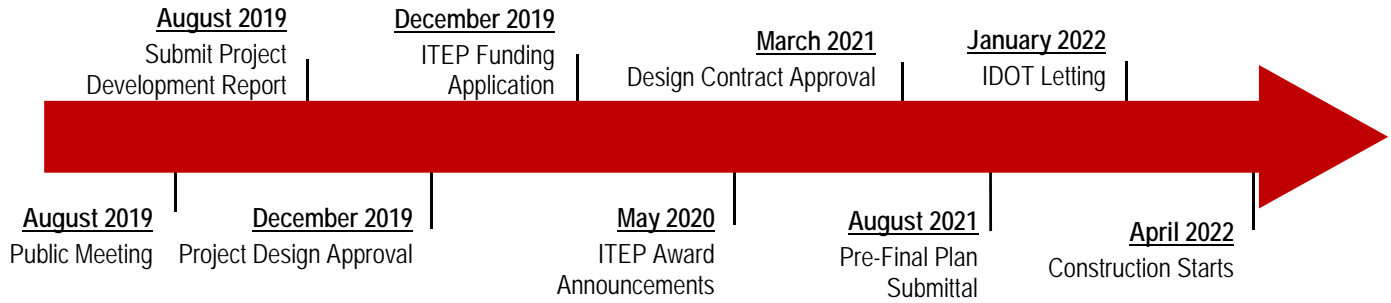 August 2019
Submit Project
Development Report
December 2019
ITEP Funding
Application
March 2021
Design Contract Approval
January 2022
IDOT Letting
August 2019
Public Meeting
December 2019
Project Design Approval
May 2020
ITEP Award
Announcements
August 2021
Pre-Final Plan
Submittal
April 2022
Construction Starts